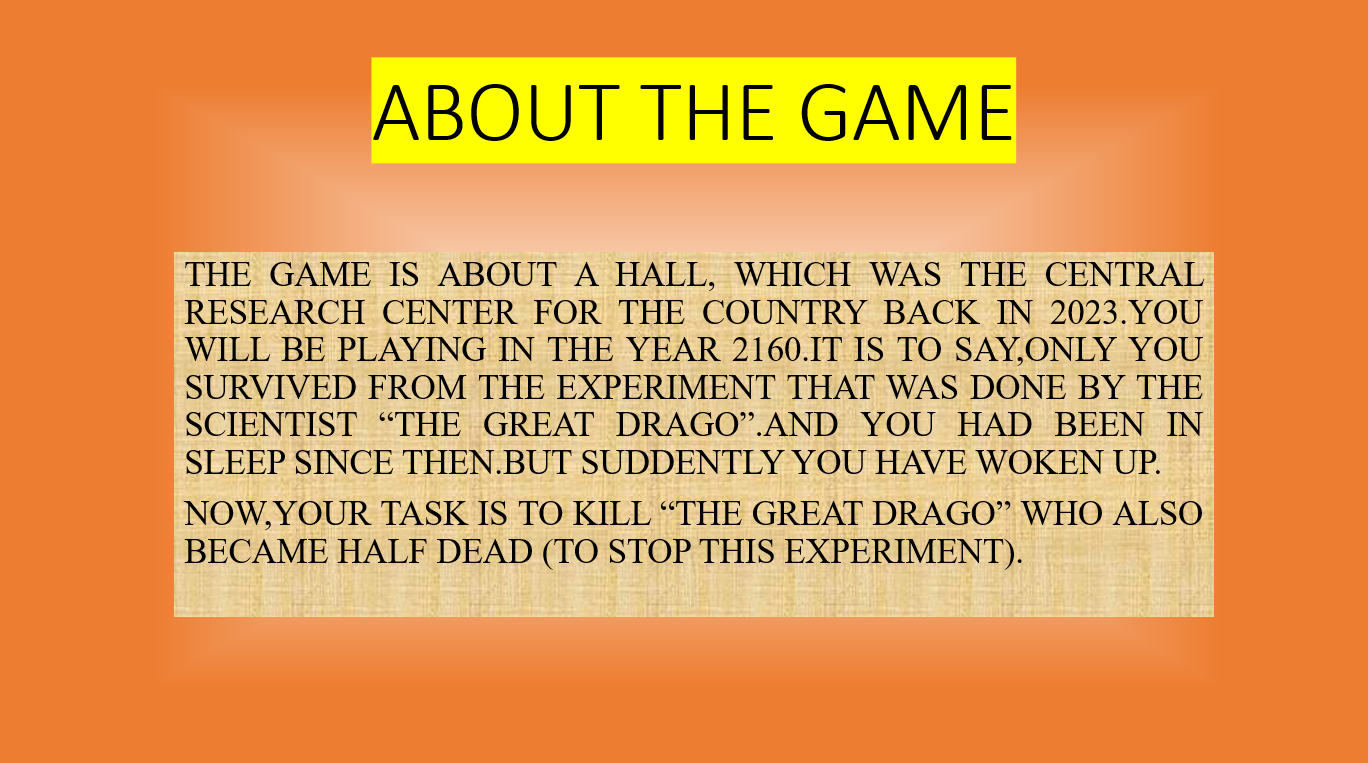 ABOUT THE GAME
THE GAME IS ABOUT A HALL, WHICH WAS THE CENTRAL
RESEARCH CENTER FOR THE COUNTRY BACK IN 2023.YOU
WILL BE PLAYING IN THE YEAR 2160.IT IS TO SAY,ONLY YOU
SURVIVED FROM THE EXPERIMENT THAT WAS DONE BY THE
SCIENTIST “THE GREAT DRAGO”.AND YOU HAD BEEN IN
SLEEP SINCE THEN.BUT SUDDENTLY YOU HAVE WOKEN UP.
NOW,YOUR TASK IS TO KILL “THE GREAT DRAGO” WHO ALSO
BECAME HALF DEAD (TO STOP THIS EXPERIMENT).